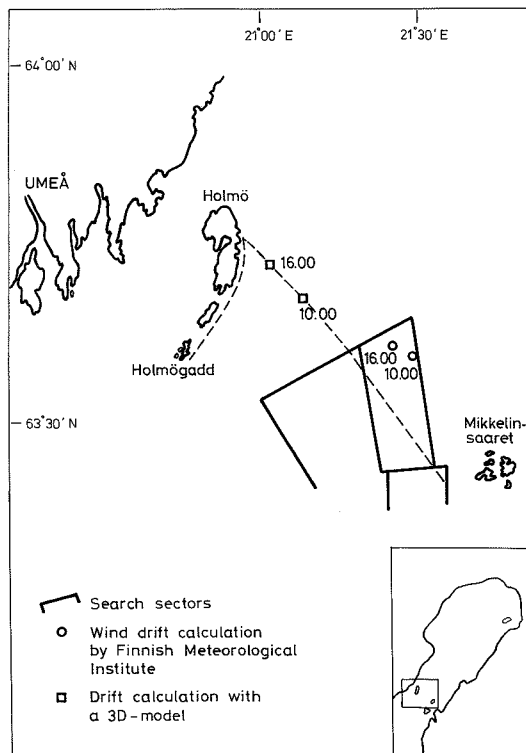 21°00'E
21°30'E
64°00'N
UMEÅ
Holmö
16.00
10.00
Holmögadd
16.00
10.00
63°30'N
Mikkelin-
saaret
Search sectors
Wind drift calculation
by Finnish Meteorological
Institute
Drift calculation with
a 3D-model